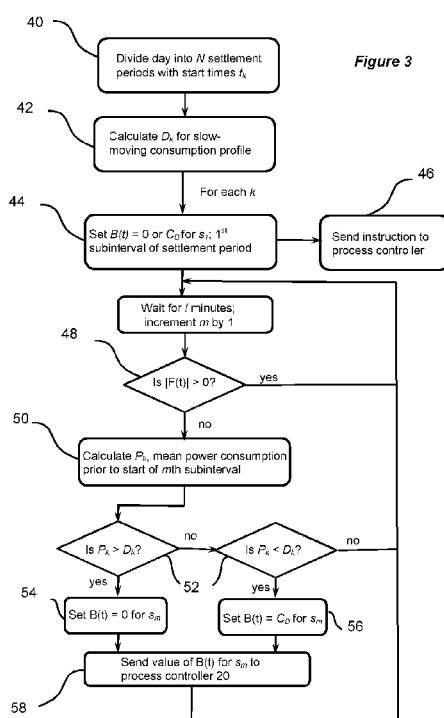 40
Divide day into N settlement
periods with start times tk
Figure 3
42
Calculate Dk for slow-
moving consumption profile
For each k
46
44
Set B(t) = 0 or CD for s1; 1st
subinterval of settlement period
Send instruction to
process controller
Wait for l minutes;
increment m by 1
48
Is |F(t)| > 0?
yes
no
50
Calculate Pk, mean power consumption
prior to start of mth subinterval
Is Pk > Dk?
no
Is Pk < Dk?
no
52
yes
yes
54
Set B(t) = 0 for sm
Set B(t) = CD for sm
56
Send value of B(t) for sm to
process controller 20
58